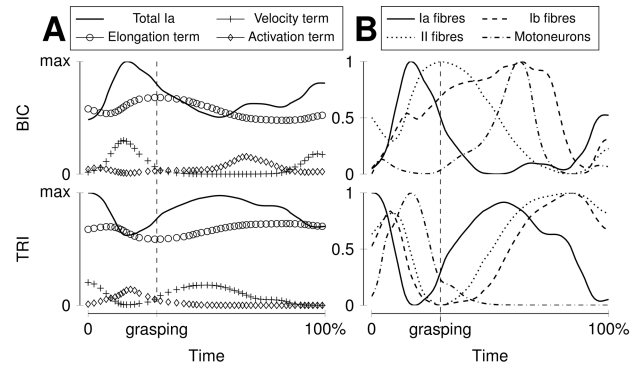 A
Total Ia
Velocity term
Elongation term
Activation term
B
Ia fibres
Ib fibres
II fibres
Motoneurons
max
BIC
0
max
TRI
0
0
grasping
100%
Time
1
0.5
0
1
0.5
0
0
grasping
100%
Time